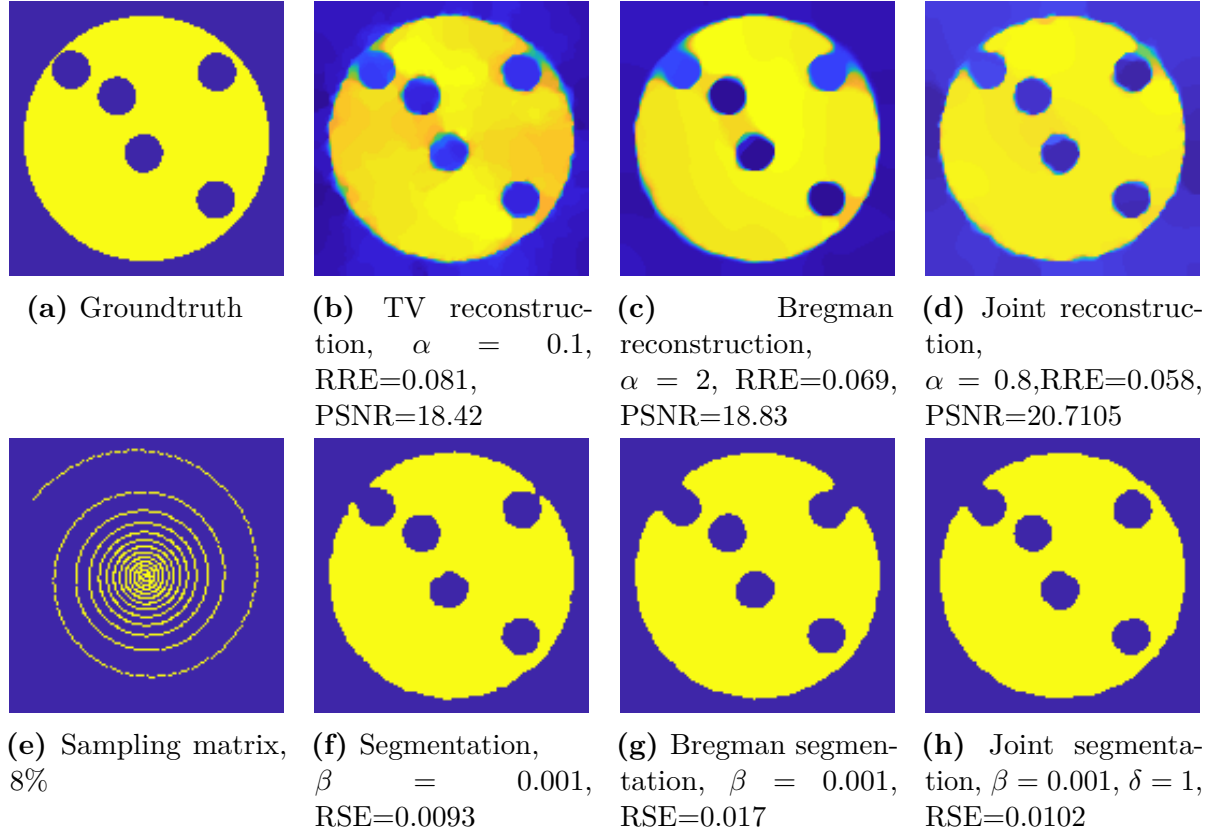 (a) Groundtruth
(b) TV reconstruc-
tion, α = 0.1,
RRE=0.081,
PSNR=18.42
(c) Bregman
reconstruction,
α = 2, RRE=0.069,
PSNR=18.83
(d) Joint reconstruc-
tion,
α = 0.8,RRE=0.058,
PSNR=20.7105
(e) Sampling matrix,
8%
(f) Segmentation,
β = 0.001,
RSE=0.0093
(g) Bregman segmen-
tation, β = 0.001,
RSE=0.017
(h) Joint segmenta-
tion, β = 0.001, δ = 1,
RSE=0.0102